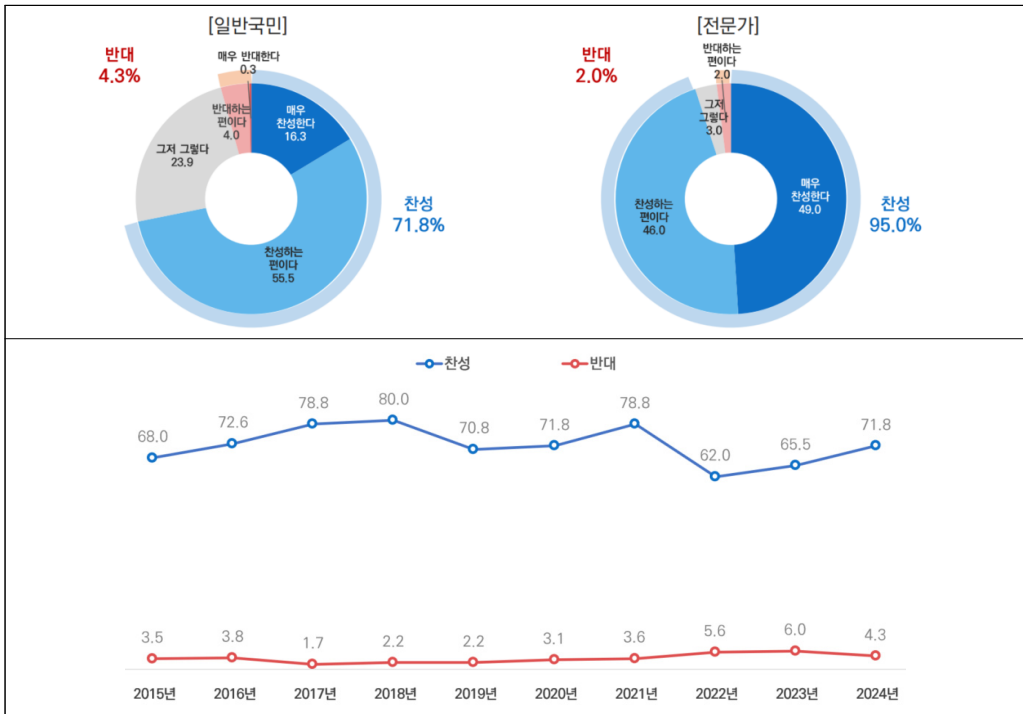 [일반국민]
반대
4.3%
매우 반대한다
0.3
반대하는
편이다
4.0
매우
찬성한다
16.3
그저 그렇다
23.9
찬성하는
편이다
55.5
찬성
71.8%
[전문가]
반대
2.0%
반대하는
편이다
2.0
그저
그렇다
3.0
매우
찬성한다
49.0
찬성하는
편이다
46.0
찬성
95.0%
찬성 반대
68.0 72.6 78.8 80.0 70.8 71.8 78.8 62.0 65.5 71.8
3.5 3.8 1.7 2.2 2.2 3.1 3.6 5.6 6.0 4.3
2015년 2016년 2017년 2018년 2019년 2020년 2021년 2022년 2023년 2024년